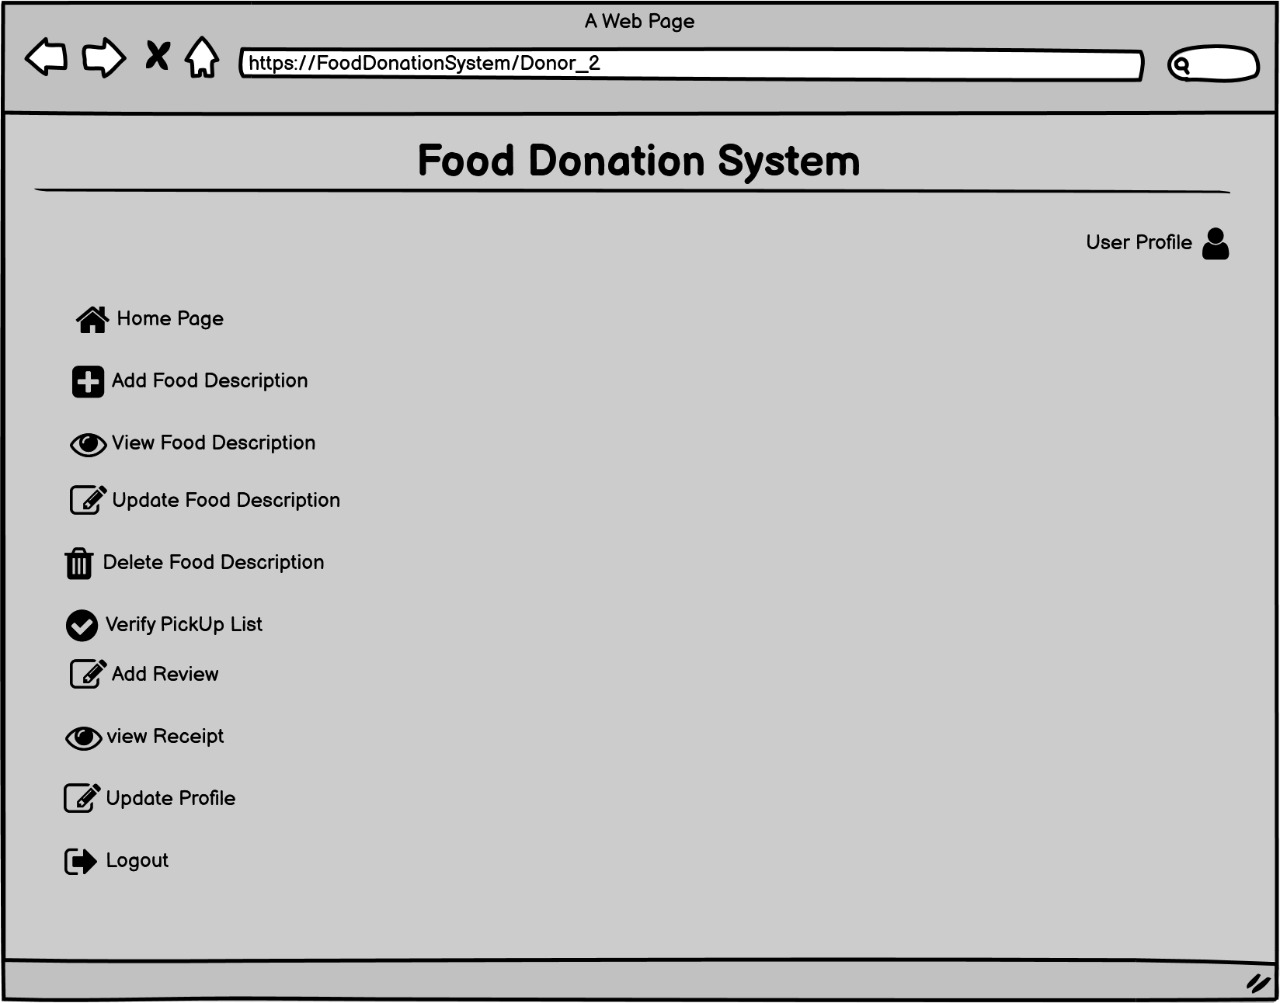 A Web Page
https://FoodDonationSystem/Donor_2
Food Donation System
User Profile
Home Page
Add Food Description
View Food Description
Update Food Description
Delete Food Description
Verify PickUp List
Add Review
view Receipt
Update Profile
Logout